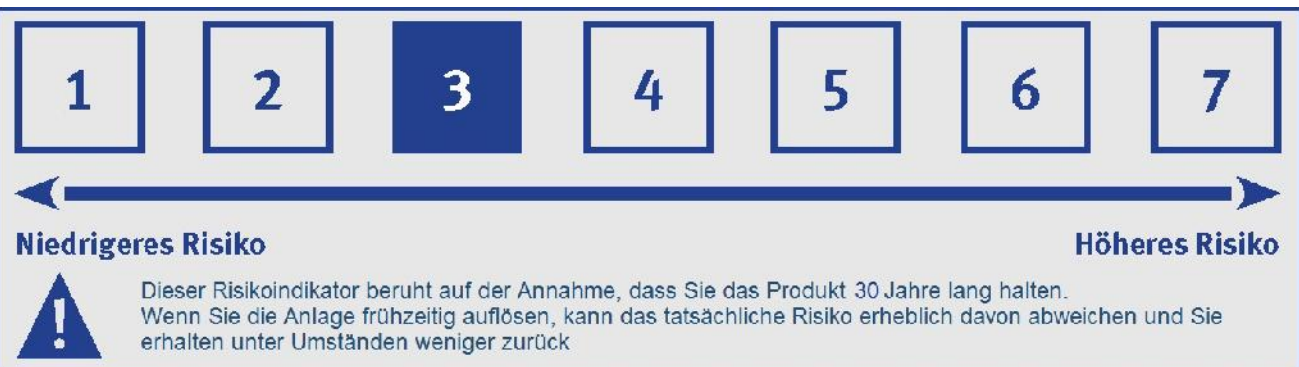 1 2 3 4 5 6 7
Niedrigeres Risiko Höheres Risiko
Dieser Risikoindikator beruht auf der Annahme, dass Sie das Produkt 30 Jahre lang halten.
Wenn Sie die Anlage frühzeitig auflösen, kann das tatsächliche Risiko erheblich davon abweichen und Sie
erhalten unter Umständen weniger zurück